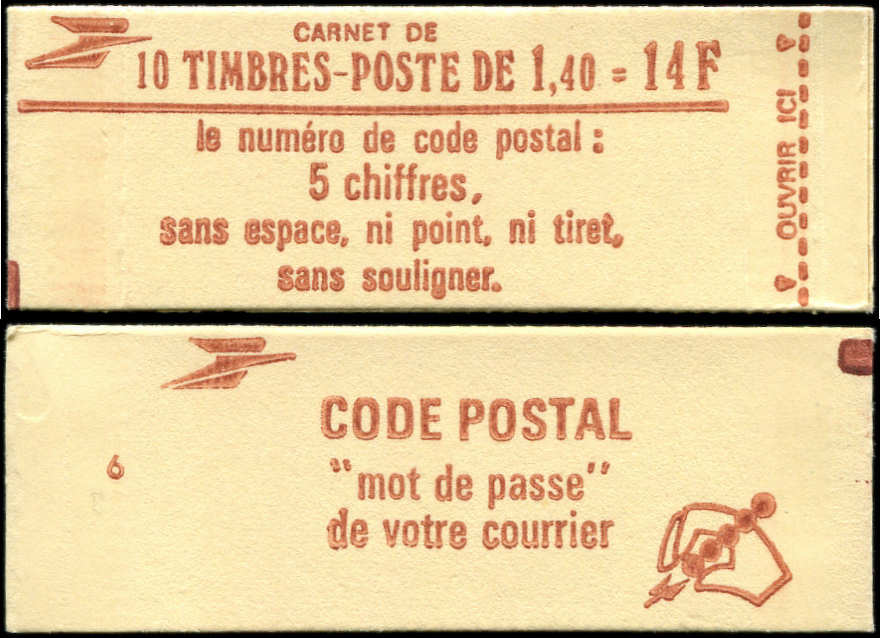 CARNET DE
10 TIMBRES-POSTE DE 1,40 = 14 F
le numéro de code postal :
5 chiffres,
sans espace, ni point, ni tiret,
sans souligner.
OUVRIR ICI
CODE POSTAL
"mot de passe"
de votre courrier
6